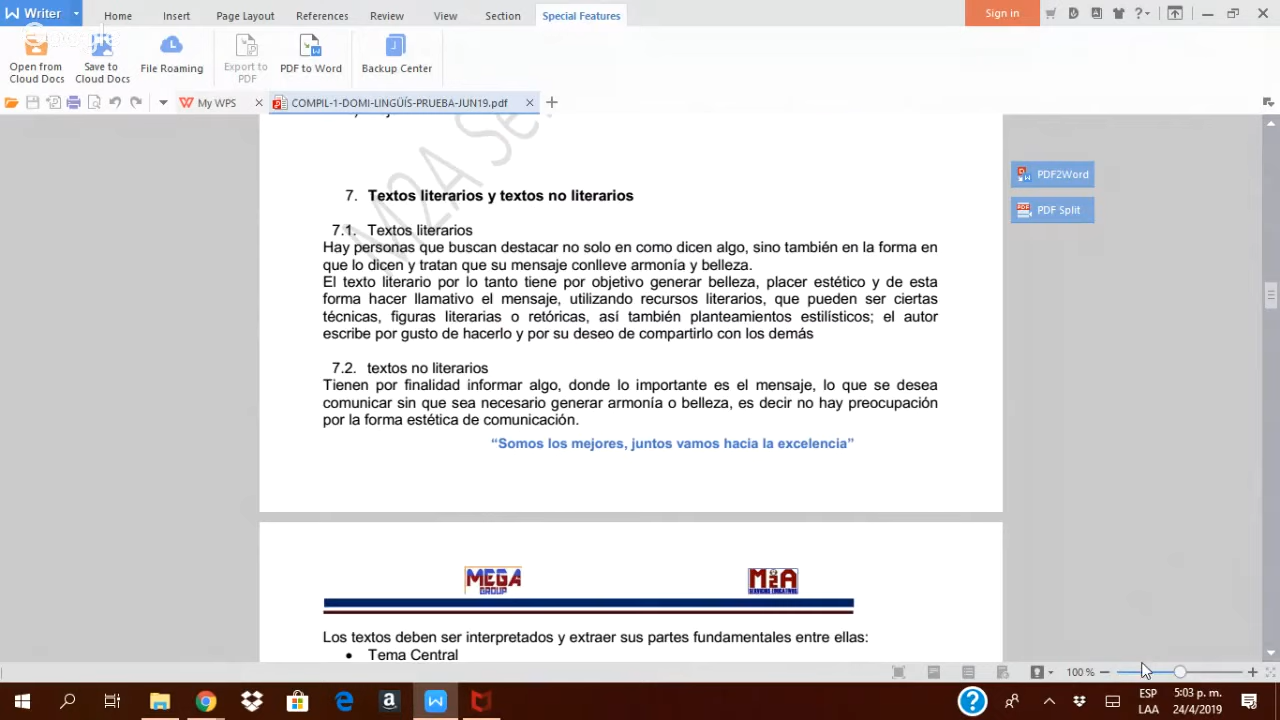 Writer
Home Insert Page Layout References Review View Section Special Features Sign in
Open from Cloud Docs
Save to Cloud Docs
File Roaming
Export to PDF
PDF to Word
Backup Center
My WPS
COMPIL-1-DOMI-LINGÜÍS-PRUEBA-JUN19.pdf
M2A Se
PDF2Word
PDF Split
7. Textos literarios y textos no literarios
7.1. Textos literarios
Hay personas que buscan destacar no solo en como dicen algo, sino también en la forma en
que lo dicen y tratan que su mensaje conlleve armonía y belleza.
El texto literario por lo tanto tiene por objetivo generar belleza, placer estético y de esta
forma hacer llamativo el mensaje, utilizando recursos literarios, que pueden ser ciertas
técnicas, figuras literarias o retóricas, así también planteamientos estilísticos; el autor
escribe por gusto de hacerlo y por su deseo de compartirlo con los demás
7.2. textos no literarios
Tienen por finalidad informar algo, donde lo importante es el mensaje, lo que se desea
comunicar sin que sea necesario generar armonía o belleza, es decir no hay preocupación
por la forma estética de comunicación.
“Somos los mejores, juntos vamos hacia la excelencia”
MEGA GROUP
M2A
Los textos deben ser interpretados y extraer sus partes fundamentales entre ellas:
• Tema Central
100 %
ESP 5:03 p. m.
LAA 24/4/2019